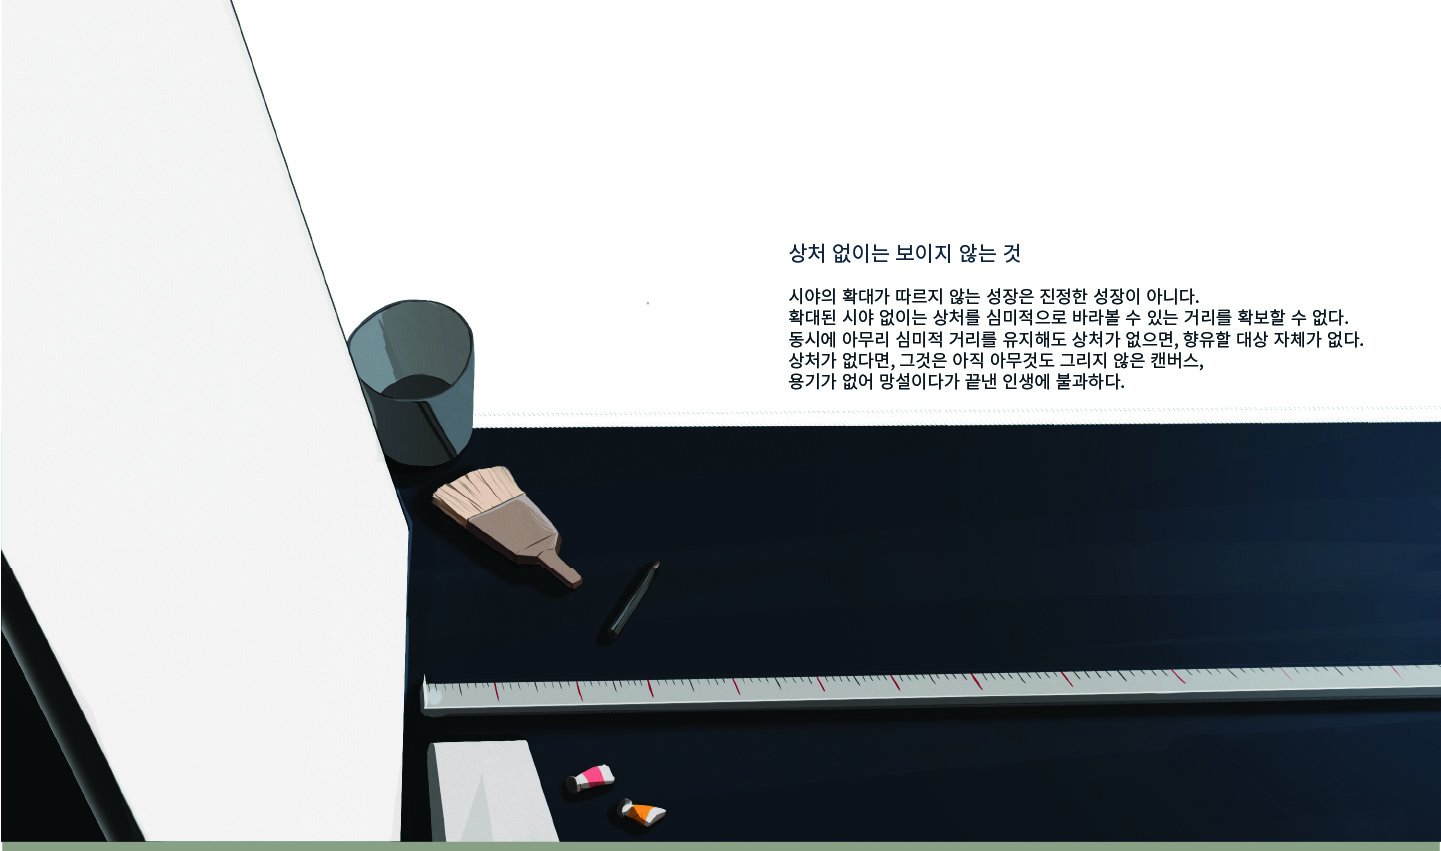 상처 없이는 보이지 않는 것
시야의 확대가 따르지 않는 성장은 진정한 성장이 아니다.
확대된 시야 없이는 상처를 심미적으로 바라볼 수 있는 거리를 확보할 수 없다.
동시에 아무리 심미적 거리를 유지해도 상처가 없으면, 향유할 대상 자체가 없다.
상처가 없다면, 그것은 아직 아무것도 그리지 않은 캔버스,
용기가 없어 망설이다가 끝낸 인생에 불과하다.